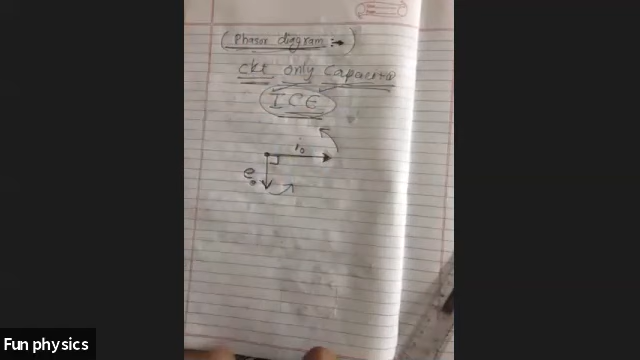 (Phasor diagram :→)
Ckt only Capacitor
ICE
i₀
e₀
Fun physics